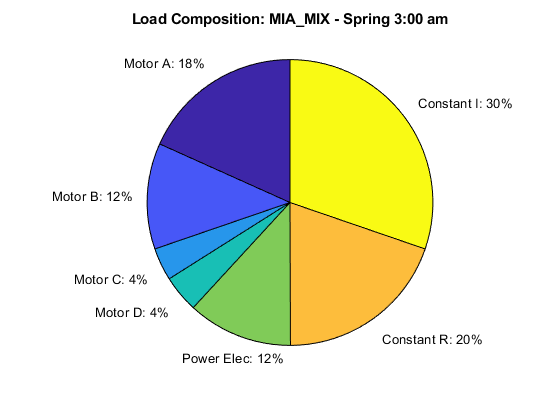 Load Composition: MIA_MIX - Spring 3:00 am
Motor A: 18%
Constant I: 30%
Motor B: 12%
Motor C: 4%
Motor D: 4%
Constant R: 20%
Power Elec: 12%